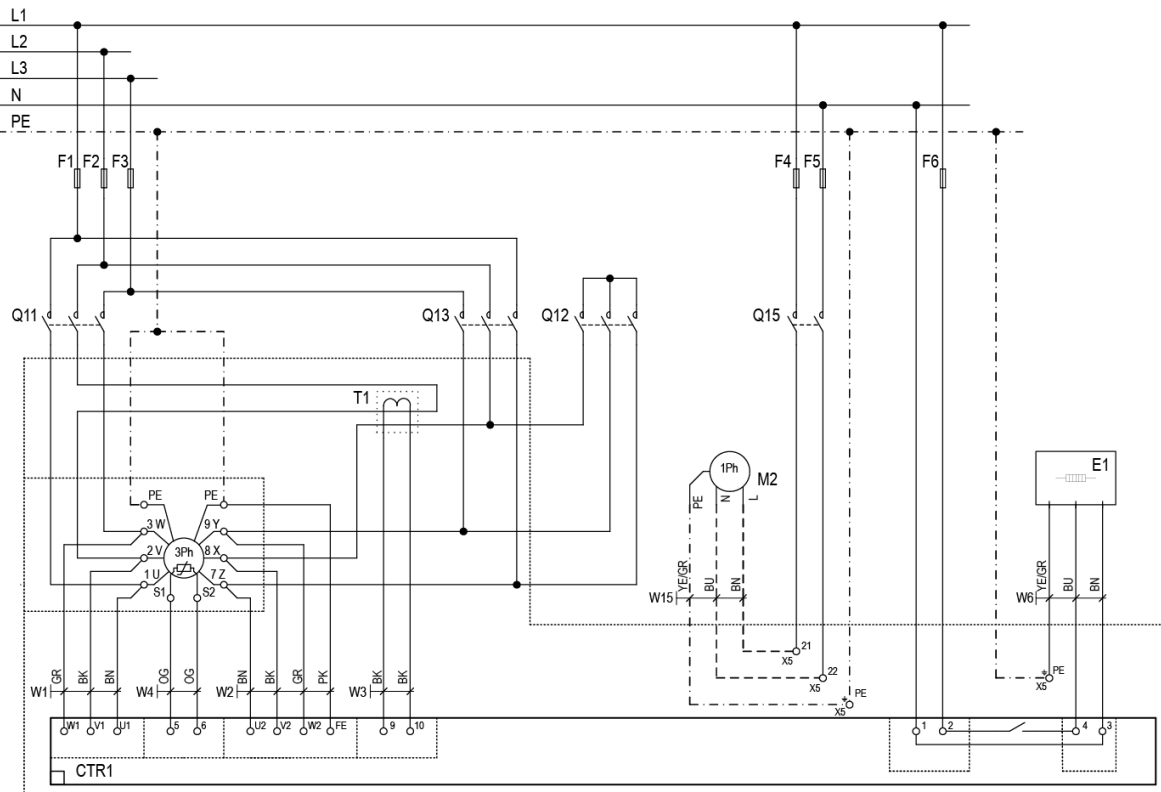 L1
L2
L3
N
PE
F1 F2 F3
F4 F5
F6
Q11
Q13
Q12
Q15
T1
1Ph
M2
E1
PE N L
PE PE
3 W
9 Y
2 V
3Ph
8 X
1 U
7 Z
S1 S2
YE/GR BU BN
W15
YE/GR BU BN
W6
21
X5
22
X5
PE
X5
PE
X5
GR BK BN
W1
OG OG
W4
BN BK GR PK
W2
BK BK
W3
W1 V1 U1
5 6
U2 V2 W2 FE
9 10
1 2
4 3
CTR1